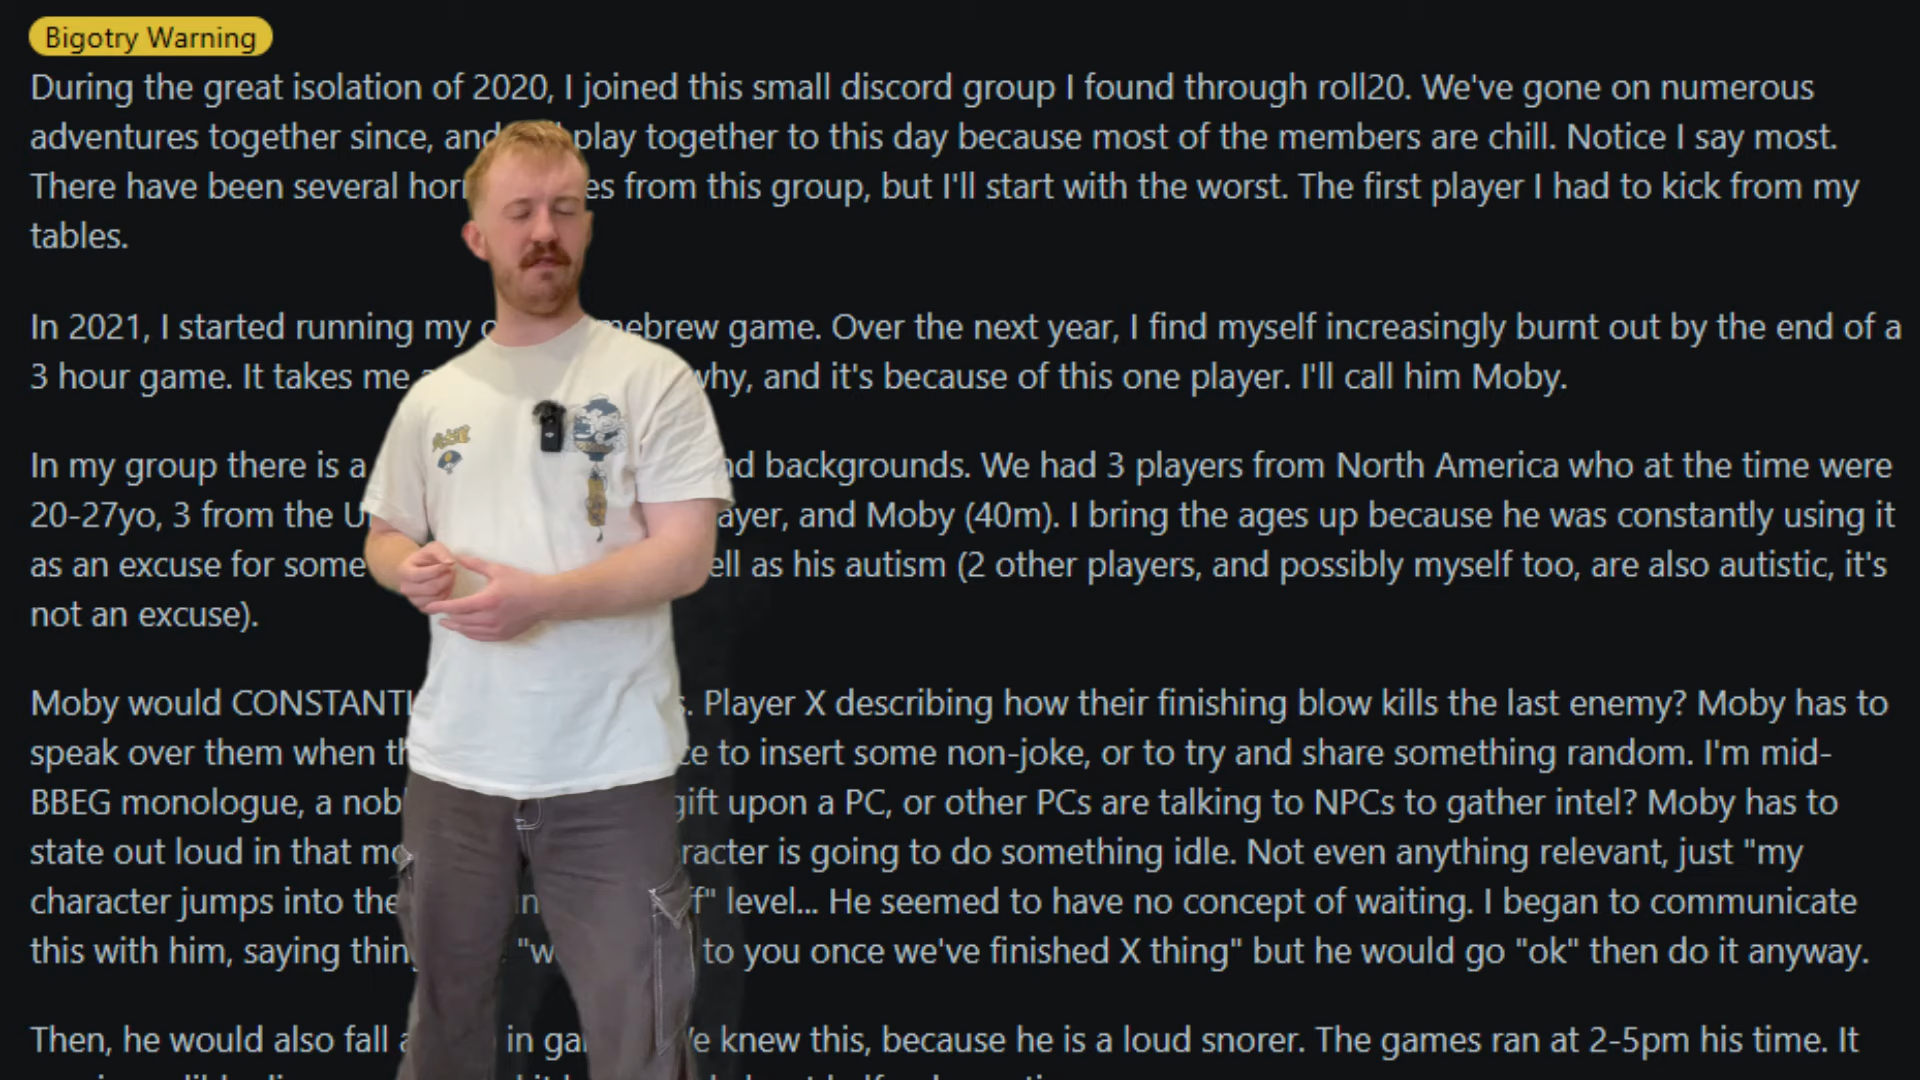 Bigotry Warning
During the great isolation of 2020, I joined this small discord group I found through roll20. We've gone on numerous
adventures together since, and play together to this day because most of the members are chill. Notice I say most.
There have been several from this group, but I'll start with the worst. The first player I had to kick from my
tables.
In 2021, I started running my game. Over the next year, I find myself increasingly burnt out by the end of a
3 hour game. It takes me why, and it's because of this one player. I'll call him Moby.
In my group there is a backgrounds. We had 3 players from North America who at the time were
20-27yo, 3 from the and Moby (40m). I bring the ages up because he was constantly using it
as an excuse for some as his autism (2 other players, and possibly myself too, are also autistic, it's
not an excuse).
Moby would Player X describing how their finishing blow kills the last enemy? Moby has to
speak over them when to insert some non-joke, or to try and share something random. I'm mid-
BBEG monologue, a gift upon a PC, or other PCs are talking to NPCs to gather intel? Moby has to
state out loud in that is going to do something idle. Not even anything relevant, just "my
character jumps into the level... He seemed to have no concept of waiting. I began to communicate
this with him, saying to you once we've finished X thing" but he would go "ok" then do it anyway.
Then, he would also fall in knew this, because he is a loud snorer. The games ran at 2-5pm his time. It